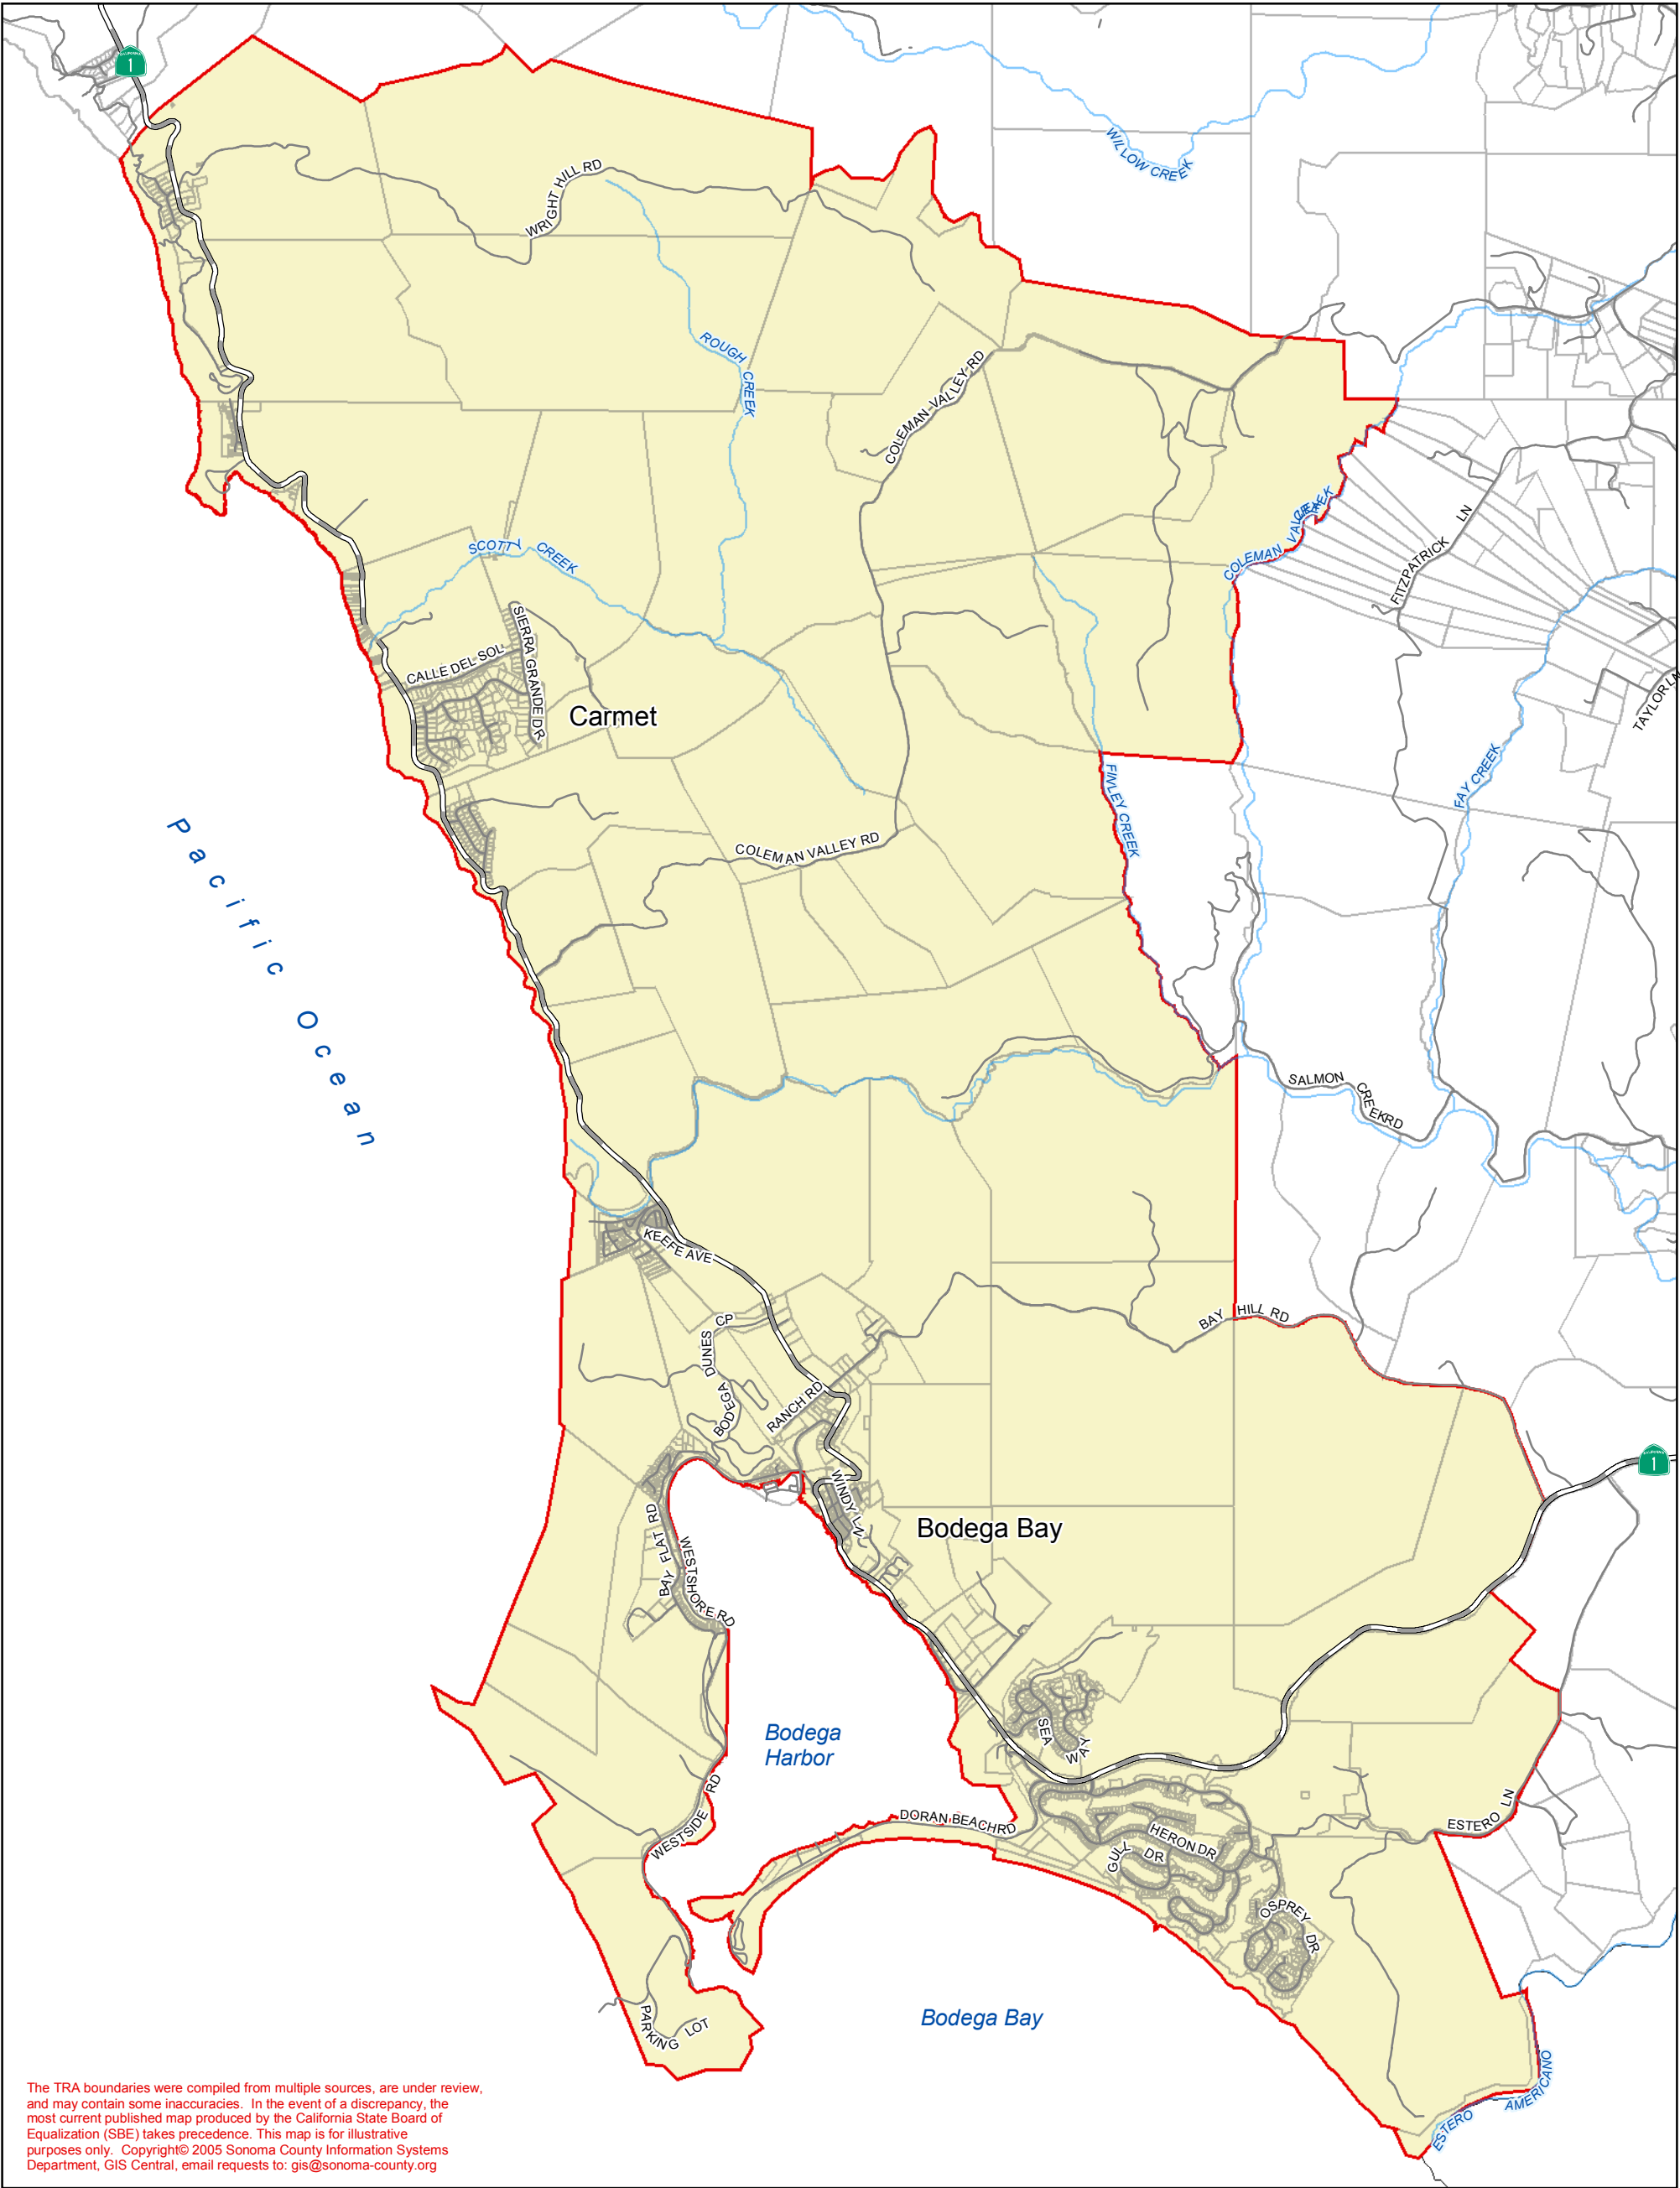 1
WILLOW CREEK
WRIGHT HILL RD
ROUGH CREEK
COLEMAN VALLEY RD
COLEMAN VALLEY CREEK
FITZPATRICK LN
SCOTTY CREEK
SIERRA GRANDE DR
CALLE DEL SOL
TAYLOR LN
Carmet
FAY CREEK
FINLEY CREEK
COLEMAN VALLEY RD
Pacific Ocean
SALMON CREEK RD
KEEFE AVE
BAY HILL RD
BODEGA DUNES CP
RANCH RD
1
WINDY LN
Bodega Bay
BAY FLAT RD
WESTSHORE RD
SEA WAY
Bodega
Harbor
WESTSIDE RD
DORAN BEACH RD
ESTERO LN
HERON DR
GULL DR
OSPREY DR
PARKING LOT
Bodega Bay
ESTERO AMERICANO
The TRA boundaries were compiled from multiple sources, are under review,
and may contain some inaccuracies. In the event of a discrepancy, the
most current published map produced by the California State Board of
Equalization (SBE) takes precedence. This map is for illustrative
purposes only. Copyright© 2005 Sonoma County Information Systems
Department, GIS Central, email requests to: gis@sonoma-county.org